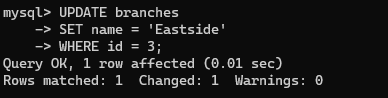 mysql> UPDATE branches
    -> SET name = 'Eastside'
    -> WHERE id = 3;
Query OK, 1 row affected (0.01 sec)
Rows matched: 1  Changed: 1  Warnings: 0